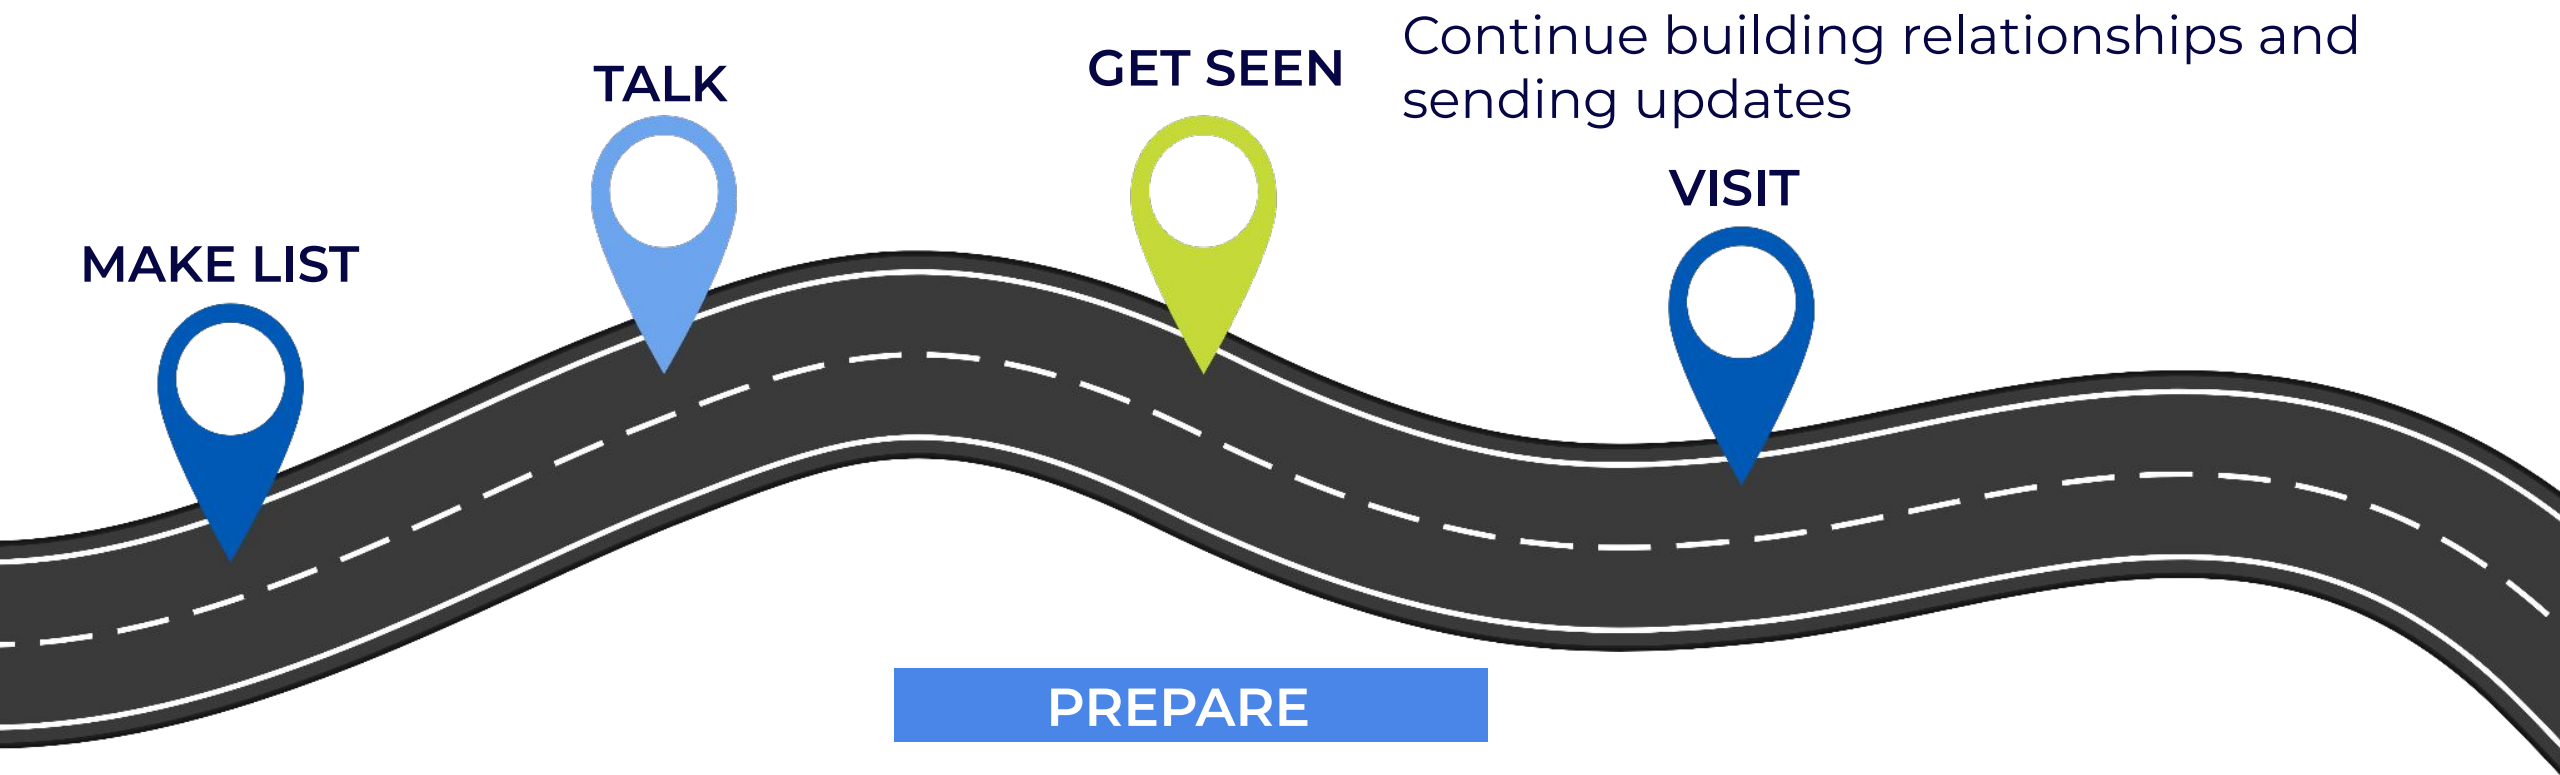 MAKE LIST
TALK
GET SEEN
Continue building relationships and
sending updates
VISIT
PREPARE